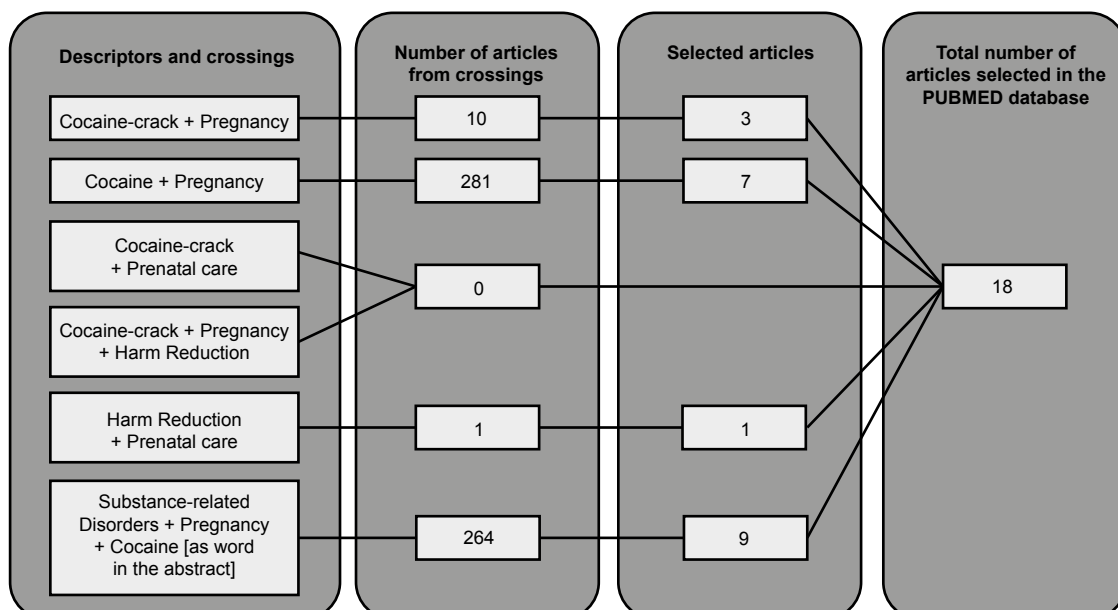 Descriptors and crossings
Number of articles
from crossings
Selected articles
Total number of
articles selected in the
PUBMED database
Cocaine-crack + Pregnancy
10
3
Cocaine + Pregnancy
281
7
Cocaine-crack
+ Prenatal care
0
18
Cocaine-crack + Pregnancy
+ Harm Reduction
Harm Reduction
+ Prenatal care
1
1
Substance-related
Disorders + Pregnancy
+ Cocaine [as word
in the abstract]
264
9